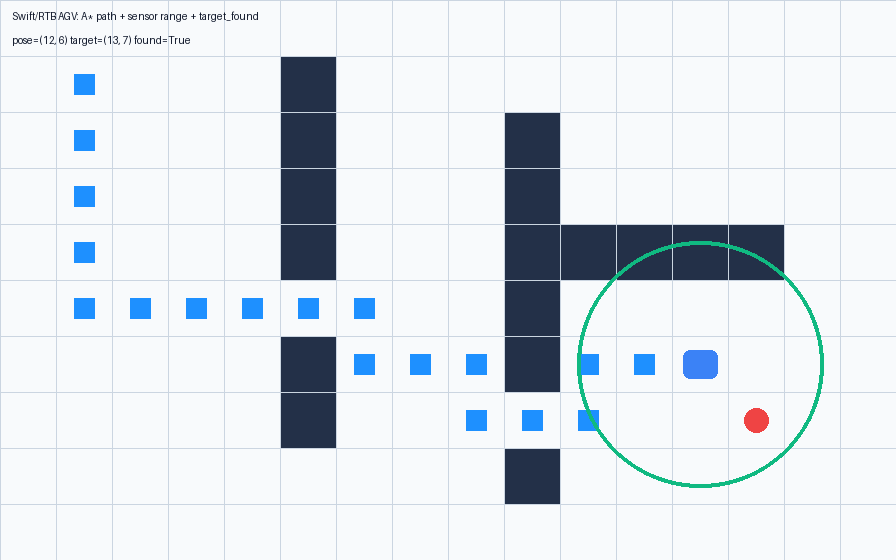 Swift/RTB AGV: A* path + sensor range + target_found
pose=(12, 6) target=(13, 7) found=True